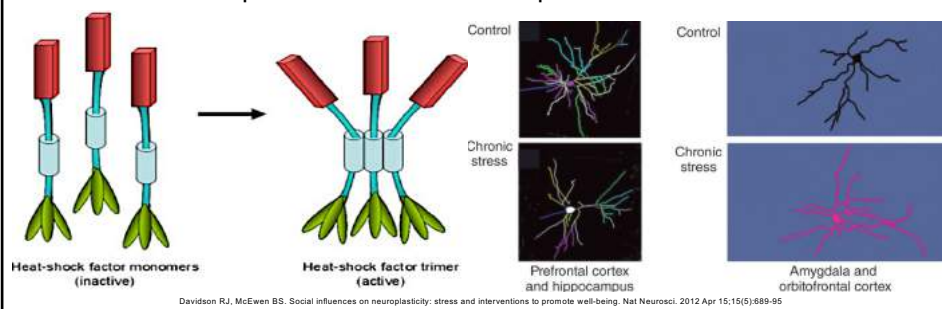 Control
Control
Chronic
stress
Chronic
stress
Heat-shock factor monomers
(inactive)
Heat-shock factor trimer
(active)
Prefrontal cortex
and hippocampus
Amygdala and
orbitofrontal cortex
Davidson RJ, McEwen BS. Social influences on neuroplasticity: stress and interventions to promote well-being. Nat Neurosci. 2012 Apr 15;15(5):689-95